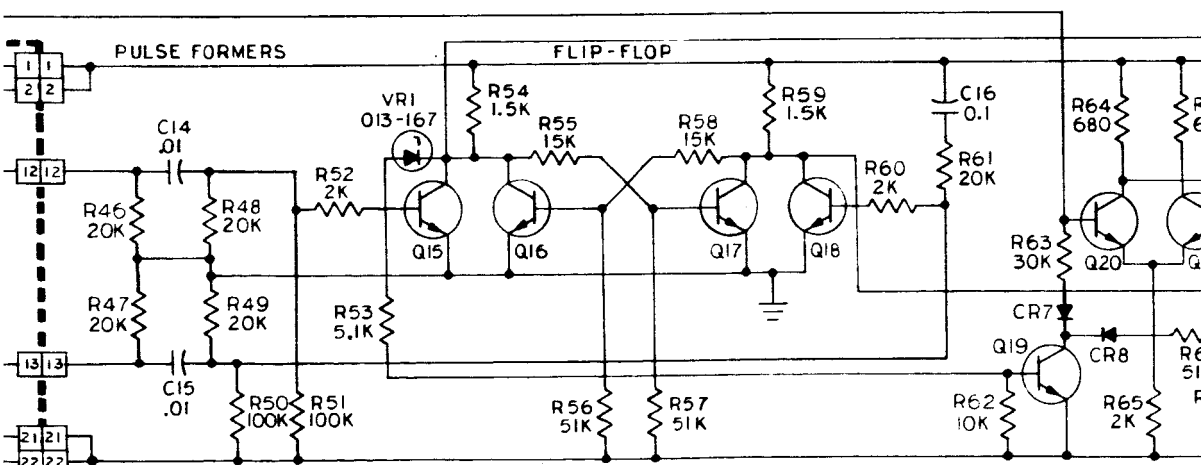 PULSE FORMERS
FLIP-FLOP
1 1
2 2
12 12
13 13
21 21
22 22
C14
.01
R46
20K
R48
20K
R47
20K
R49
20K
C15
.01
R50
100K
R51
100K
R52
2K
VR1
013-167
R53
5.1K
R54
1.5K
R55
15K
Q15
Q16
R56
51K
R57
51K
R58
15K
R59
1.5K
Q17
Q18
R60
2K
C16
0.1
R61
20K
R62
10K
R63
30K
CR7
Q19
CR8
R64
680
Q20
R65
2K